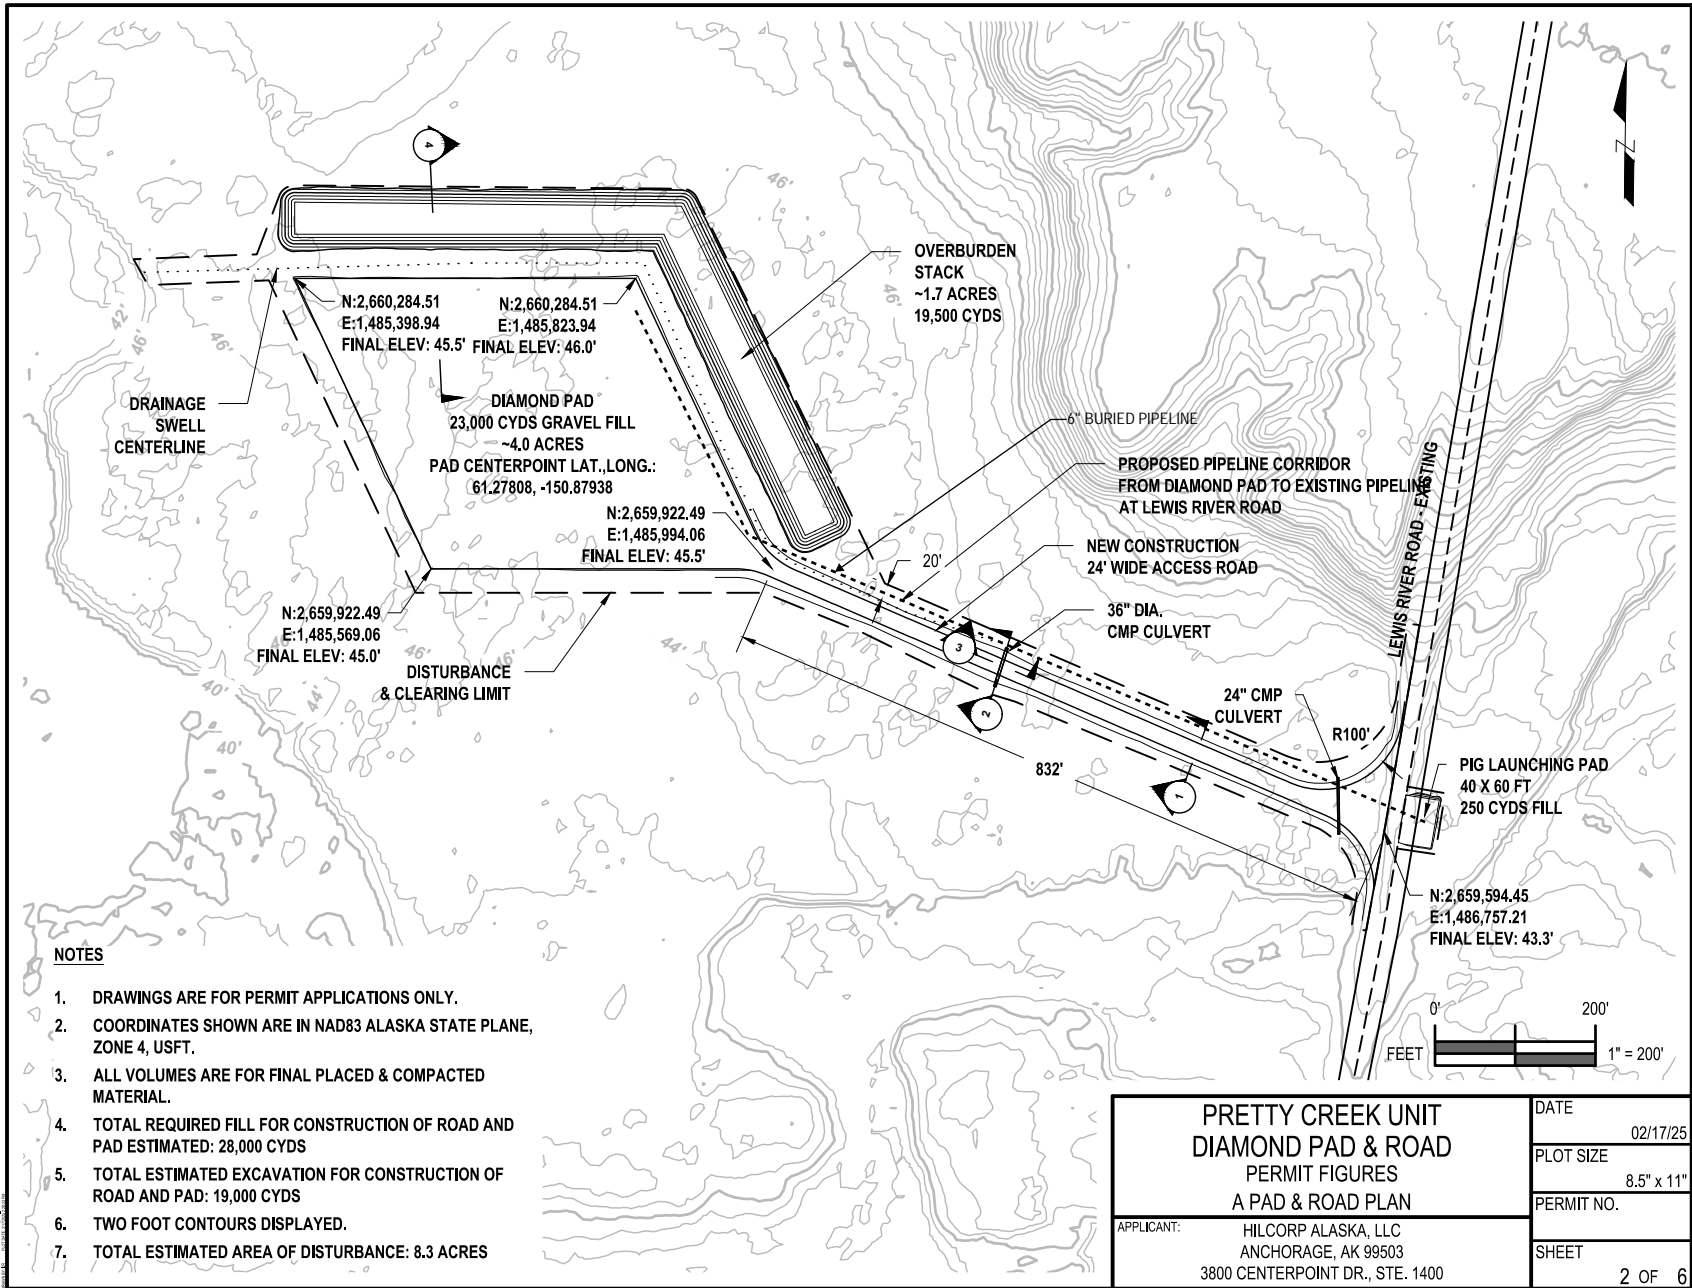 4
46'
OVERBURDEN
STACK
~1.7 ACRES
19,500 CYDS
46'
42'
46'
46'
N:2,660,284.51
E:1,485,398.94
FINAL ELEV: 45.5'
N:2,660,284.51
E:1,485,823.94
FINAL ELEV: 46.0'
DRAINAGE
SWELL
CENTERLINE
DIAMOND PAD
23,000 CYDS GRAVEL FILL
~4.0 ACRES
PAD CENTERPOINT LAT.,LONG.:
61.27808, -150.87938
6" BURIED PIPELINE
PROPOSED PIPELINE CORRIDOR
FROM DIAMOND PAD TO EXISTING PIPELINE
AT LEWIS RIVER ROAD
LEWIS RIVER ROAD - EXISTING
Z
N:2,659,922.49
E:1,485,994.06
FINAL ELEV: 45.5'
20'
NEW CONSTRUCTION
24' WIDE ACCESS ROAD
36" DIA.
CMP CULVERT
N:2,659,922.49
E:1,485,569.06
FINAL ELEV: 45.0'
46'
46'
44'
40'
44'
40'
DISTURBANCE
& CLEARING LIMIT
3
2
1
832'
24" CMP
CULVERT
R100'
PIG LAUNCHING PAD
40 X 60 FT
250 CYDS FILL
N:2,659,594.45
E:1,486,757.21
FINAL ELEV: 43.3'
NOTES
1. DRAWINGS ARE FOR PERMIT APPLICATIONS ONLY.
2. COORDINATES SHOWN ARE IN NAD83 ALASKA STATE PLANE,
ZONE 4, USFT.
3. ALL VOLUMES ARE FOR FINAL PLACED & COMPACTED
MATERIAL.
4. TOTAL REQUIRED FILL FOR CONSTRUCTION OF ROAD AND
PAD ESTIMATED: 28,000 CYDS
5. TOTAL ESTIMATED EXCAVATION FOR CONSTRUCTION OF
ROAD AND PAD: 19,000 CYDS
6. TWO FOOT CONTOURS DISPLAYED.
7. TOTAL ESTIMATED AREA OF DISTURBANCE: 8.3 ACRES
0' 200'
FEET 1" = 200'
PRETTY CREEK UNIT
DIAMOND PAD & ROAD
PERMIT FIGURES
A PAD & ROAD PLAN
APPLICANT: HILCORP ALASKA, LLC
ANCHORAGE, AK 99503
3800 CENTERPOINT DR., STE. 1400
DATE
02/17/25
PLOT SIZE
8.5" x 11"
PERMIT NO.
SHEET
2 OF 6